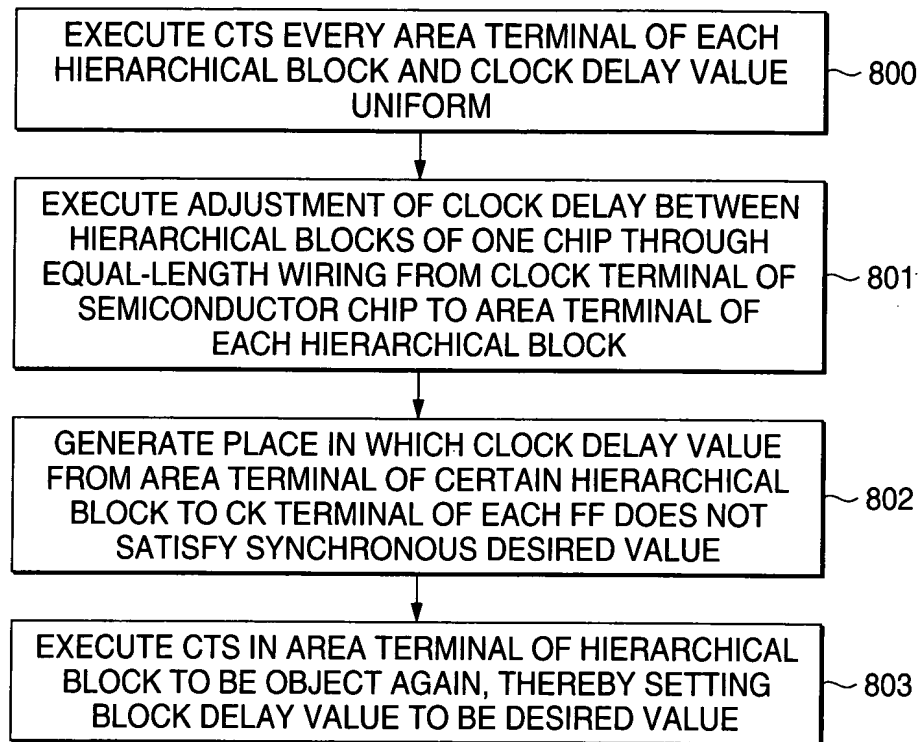 EXECUTE CTS EVERY AREA TERMINAL OF EACH
HIERARCHICAL BLOCK AND CLOCK DELAY VALUE
UNIFORM
800
EXECUTE ADJUSTMENT OF CLOCK DELAY BETWEEN
HIERARCHICAL BLOCKS OF ONE CHIP THROUGH
EQUAL-LENGTH WIRING FROM CLOCK TERMINAL OF
SEMICONDUCTOR CHIP TO AREA TERMINAL OF
EACH HIERARCHICAL BLOCK
801
GENERATE PLACE IN WHICH CLOCK DELAY VALUE
FROM AREA TERMINAL OF CERTAIN HIERARCHICAL
BLOCK TO CK TERMINAL OF EACH FF DOES NOT
SATISFY SYNCHRONOUS DESIRED VALUE
802
EXECUTE CTS IN AREA TERMINAL OF HIERARCHICAL
BLOCK TO BE OBJECT AGAIN, THEREBY SETTING
BLOCK DELAY VALUE TO BE DESIRED VALUE
803